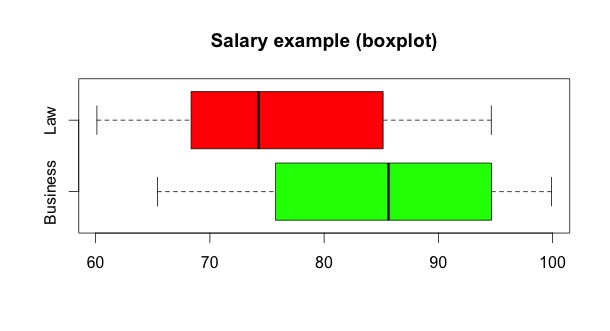 Salary example (boxplot)
Law
Business
60 70 80 90 100